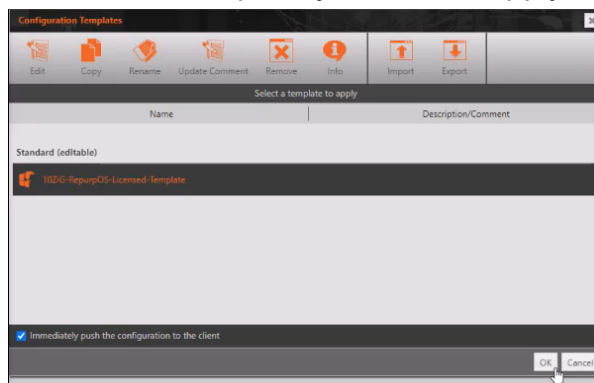 Configuration Templates
Edit Copy Rename Update Comment Remove Info Import Export
Select a template to apply
Name Description/Comment
Standard (editable)
10ZiG-RepurpOS-Licensed-Template
Immediately push the configuration to the client
OK Cancel